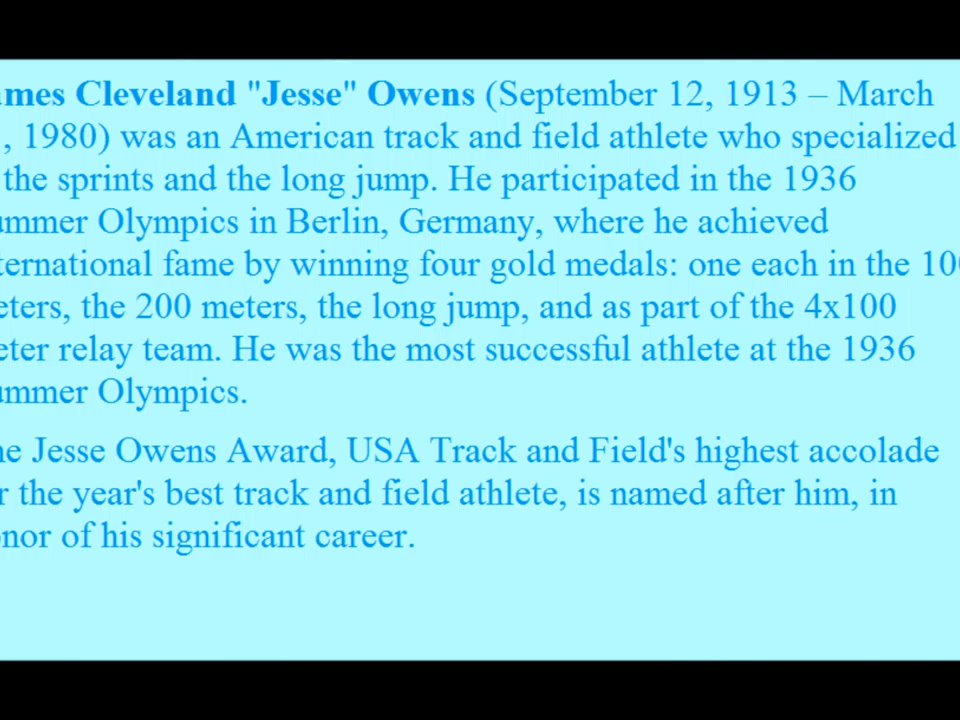 ames Cleveland "Jesse" Owens (September 12, 1913 – March
, 1980) was an American track and field athlete who specialized
the sprints and the long jump. He participated in the 1936
ummer Olympics in Berlin, Germany, where he achieved
ternational fame by winning four gold medals: one each in the 100
eters, the 200 meters, the long jump, and as part of the 4x100
eter relay team. He was the most successful athlete at the 1936
ummer Olympics.
he Jesse Owens Award, USA Track and Field's highest accolade
r the year's best track and field athlete, is named after him, in
onor of his significant career.